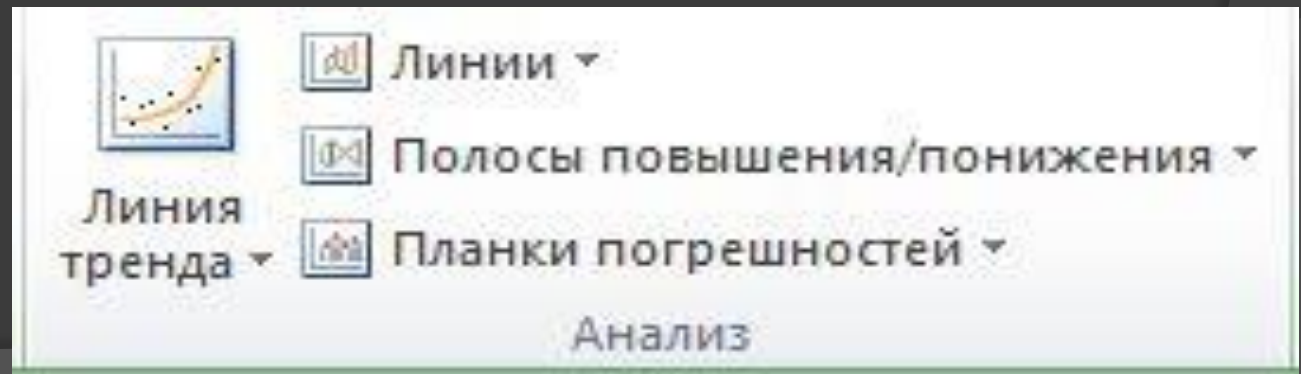 Линия
тренда
Линии
Полосы повышения/понижения
Планки погрешностей
Анализ